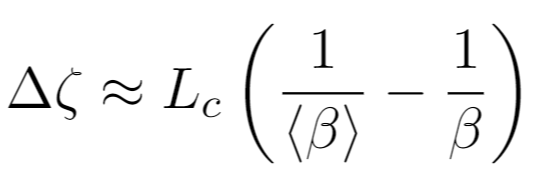 Δζ ≈ L_c ( 1/⟨β⟩ − 1/β )